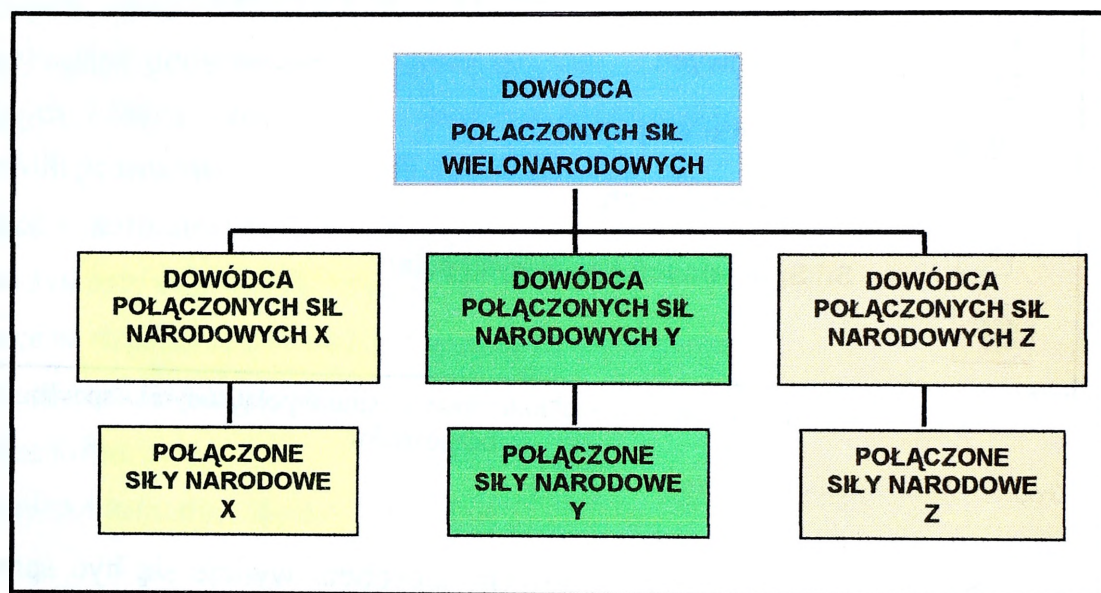 DOWÓDCA
POŁĄCZONYCH SIŁ
WIELONARODOWYCH
DOWÓDCA
POŁĄCZONYCH SIŁ
NARODOWYCH X
DOWÓDCA
POŁĄCZONYCH SIŁ
NARODOWYCH Y
DOWÓDCA
POŁĄCZONYCH SIŁ
NARODOWYCH Z
POŁĄCZONE
SIŁY NARODOWE
X
POŁĄCZONE
SIŁY NARODOWE
Y
POŁĄCZONE
SIŁY NARODOWE
Z